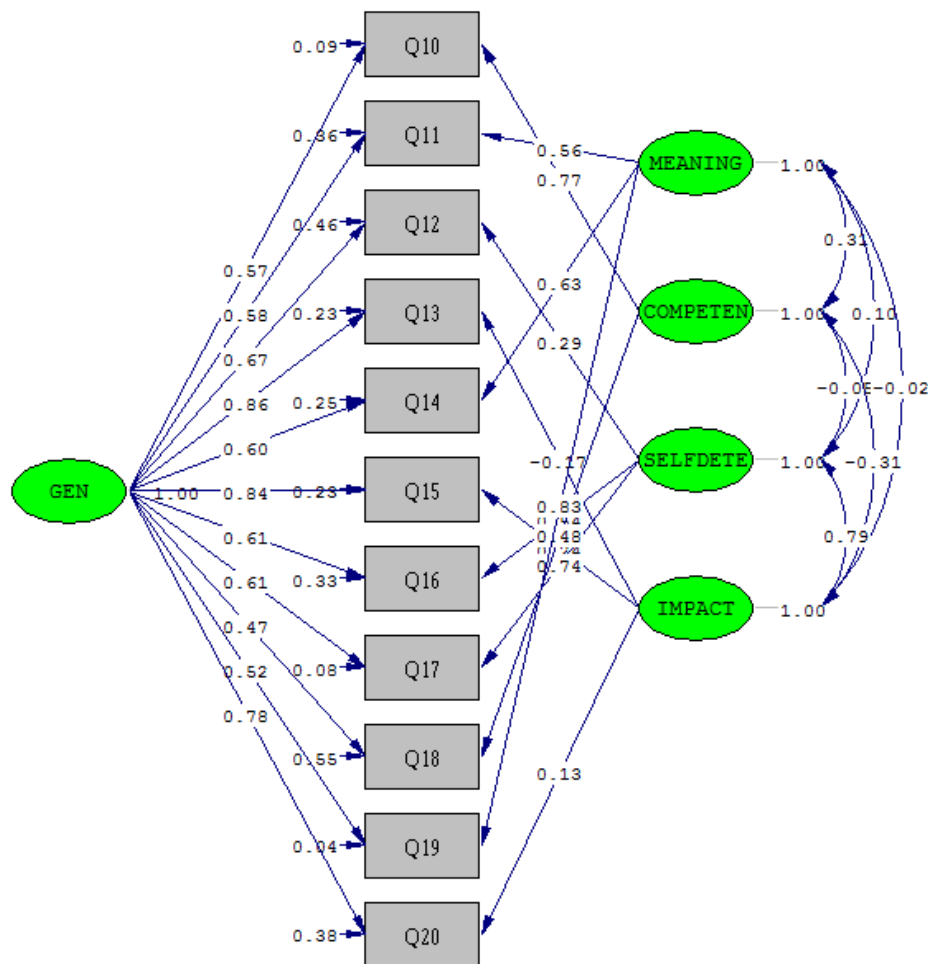 0.09 Q10
0.36 Q11
0.56 MEANING 1.00
0.77
0.46 Q12
0.31
0.57
0.63
0.58 0.23 Q13 COMPETEN 1.00 0.10
0.29
0.67
0.86 0.25 Q14 -0.02
0.60
-0.17 SELFDETE 1.00 -0.31
GEN 1.00 0.84 0.23 Q15
0.83
0.61 0.48 0.79
0.74
0.61 0.33 Q16
IMPACT 1.00
0.47
0.52 0.08 Q17
0.78
0.55 Q18
0.13
0.04 Q19
0.38 Q20